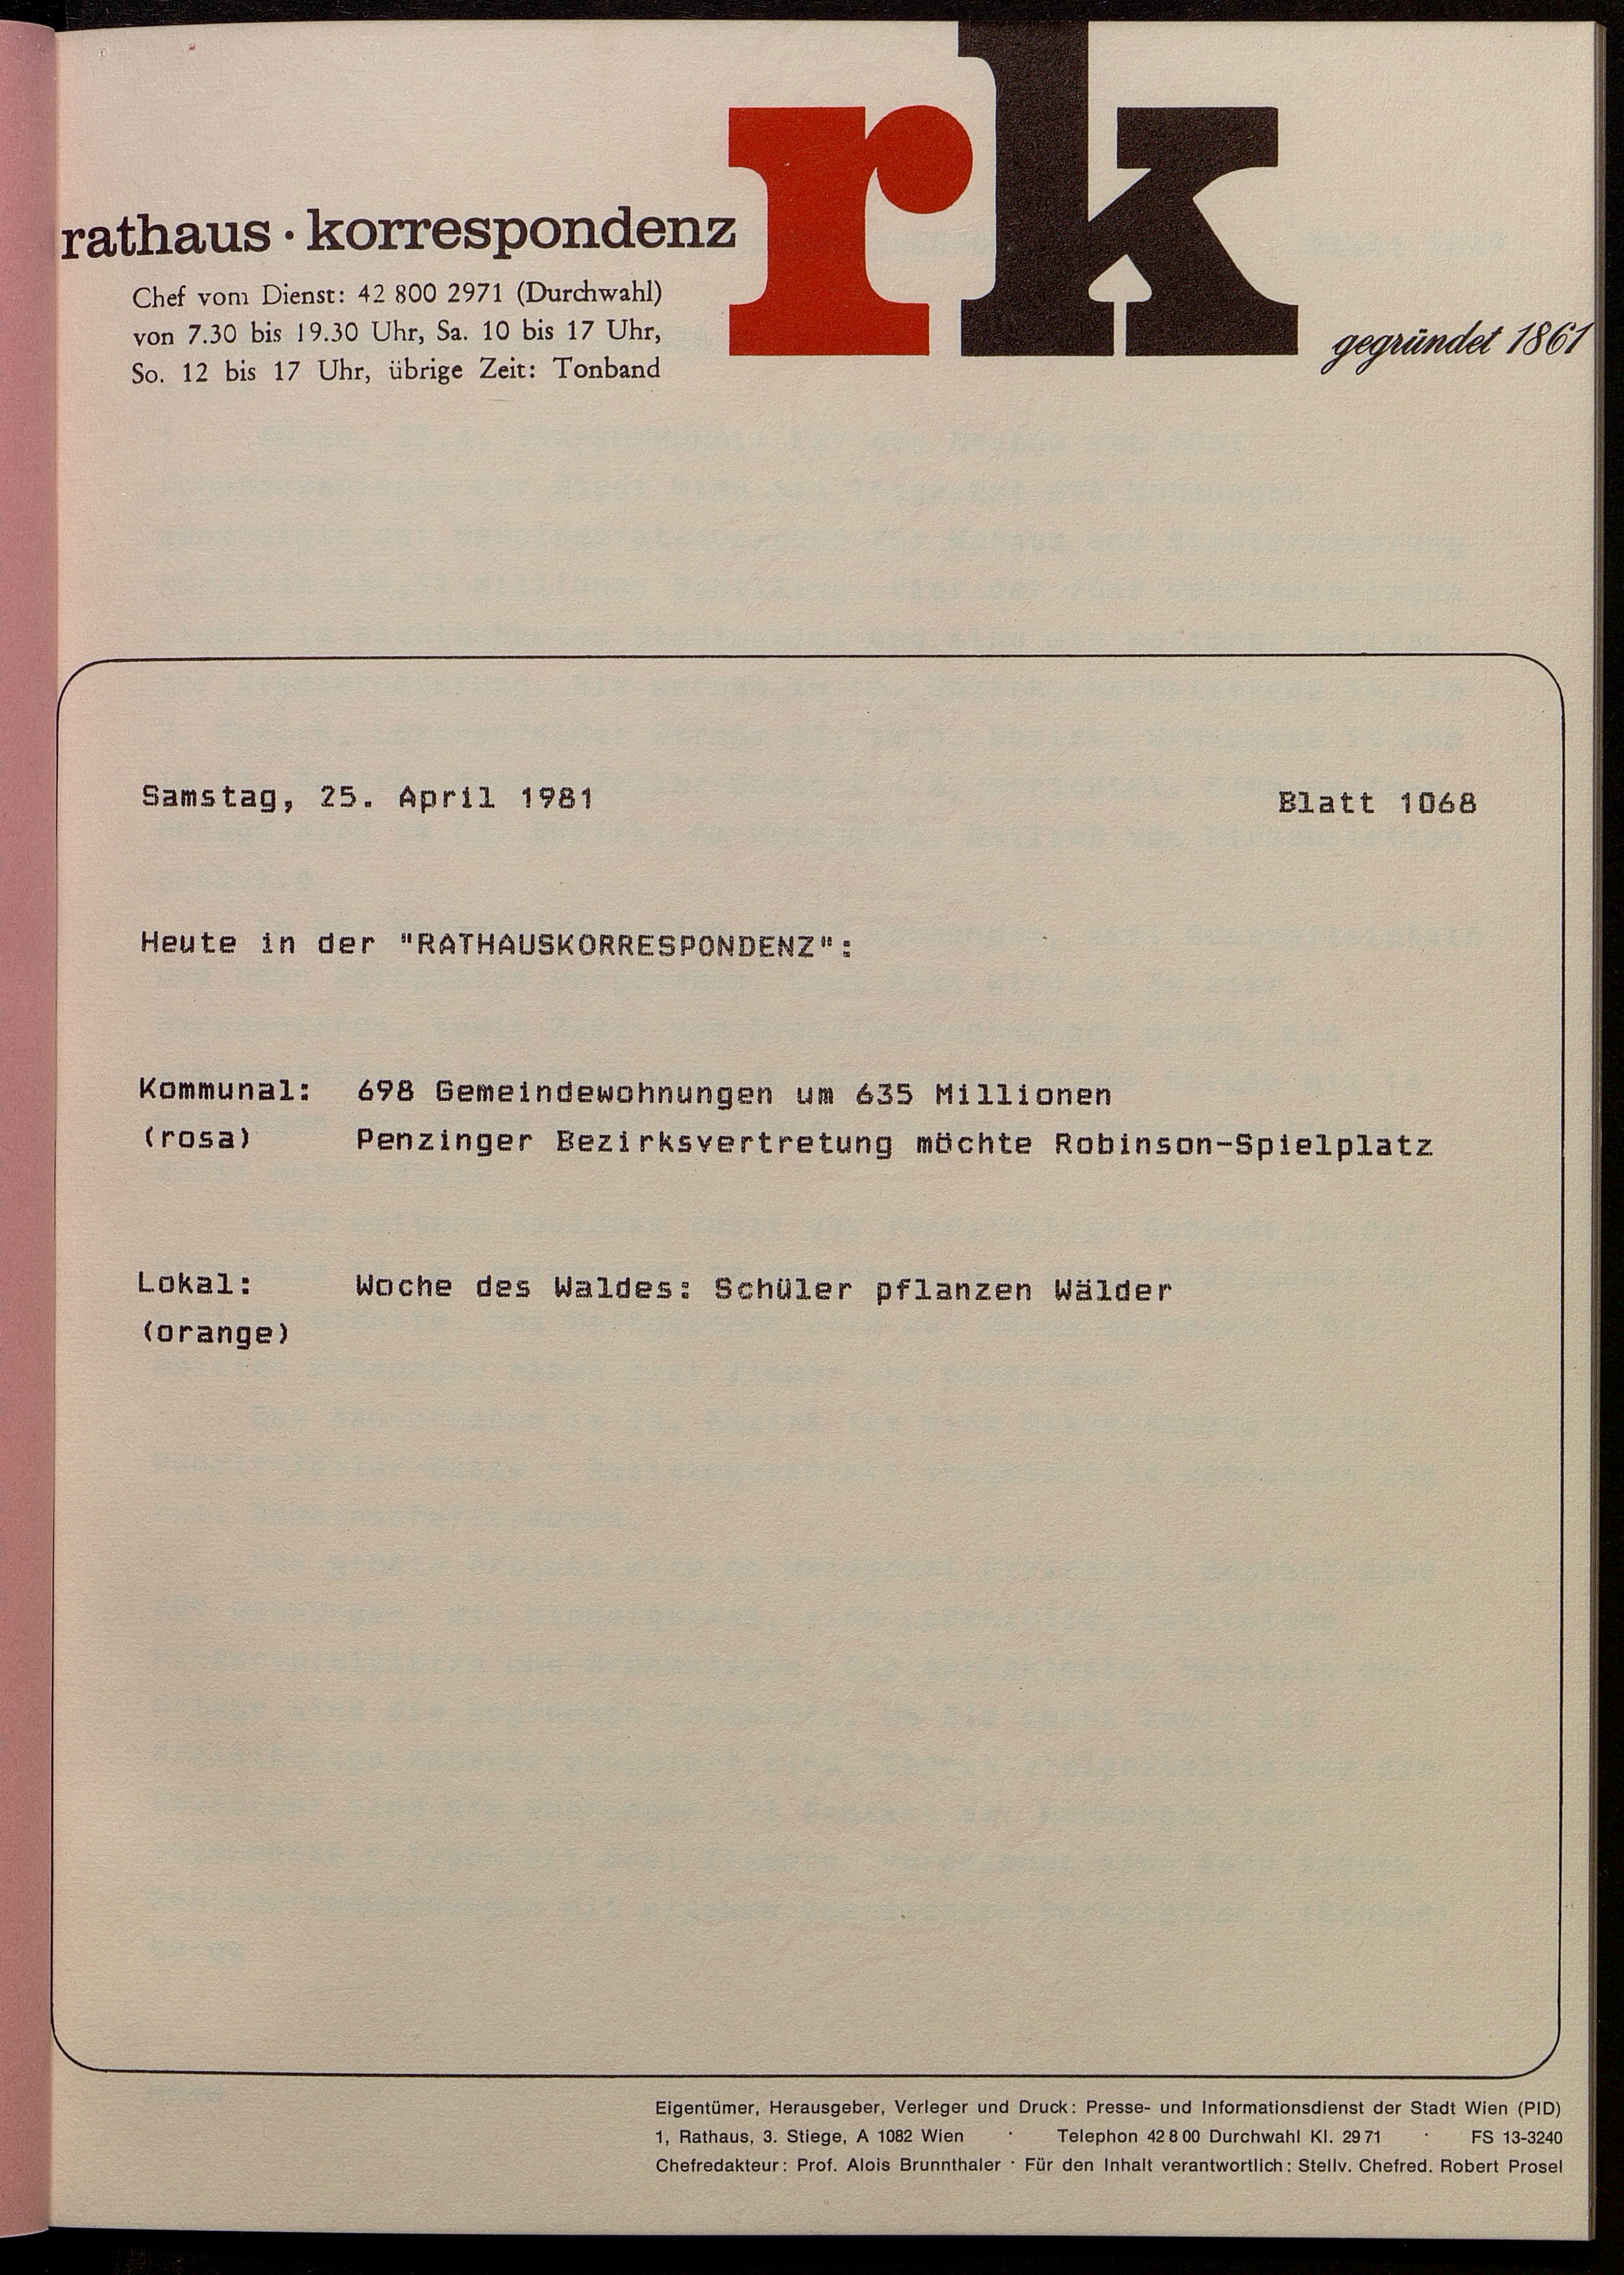 rk
rathaus · korrespondenz
Chef vom Dienst: 42 800 2971 (Durchwahl)
von 7.30 bis 19.30 Uhr, Sa. 10 bis 17 Uhr,
So. 12 bis 17 Uhr, übrige Zeit: Tonband
gegründet 1861
Samstag, 25. April 1981 Blatt 1068
Heute in der "RATHAUSKORRESPONDENZ":
Kommunal: 698 Gemeindewohnungen um 635 Millionen
(rosa) Penzinger Bezirksvertretung möchte Robinson-Spielplatz
Lokal: Woche des Waldes: Schüler pflanzen Wälder
(orange)
Eigentümer, Herausgeber, Verleger und Druck: Presse- und Informationsdienst der Stadt Wien (PID)
1, Rathaus, 3. Stiege, A 1082 Wien · Telephon 42 8 00 Durchwahl Kl. 29 71 · FS 13-3240
Chefredakteur: Prof. Alois Brunnthaler · Für den Inhalt verantwortlich: Stellv. Chefred. Robert Prosel